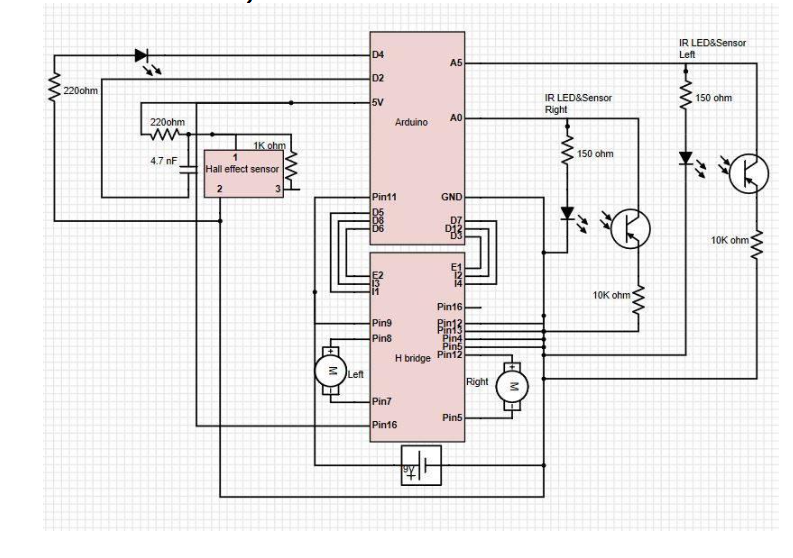 D4
D2
5V
Arduino
A5
A0
Pin11
D5
D8
D6
GND
D7
D12
D3
220ohm
220ohm
4.7 nF
1K ohm
1
Hall effect sensor
2
3
IR LED&Sensor
Left
150 ohm
10K ohm
IR LED&Sensor
Right
150 ohm
10K ohm
E2
I3
I1
E1
I2
I4
Pin16
Pin9
Pin8
H bridge
Pin12
Pin13
Pin4
Pin5
Pin12
Pin7
Pin5
Pin16
+
M
-
Left
Right
+
M
-
9V
+